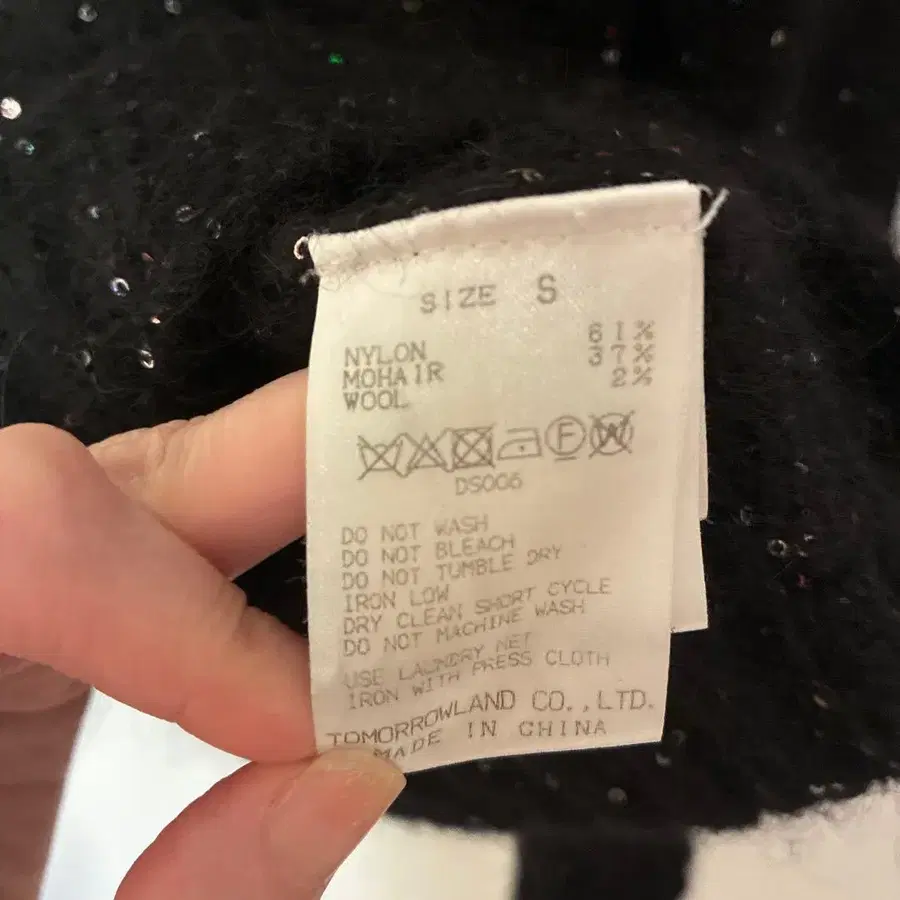 SIZE S
NYLON 61%
MOHAIR 37%
WOOL 2%
F W
DS006
DO NOT WASH
DO NOT BLEACH
DO NOT TUMBLE DRY
IRON LOW
DRY CLEAN SHORT CYCLE
DO NOT MACHINE WASH
USE LAUNDRY NET
IRON WITH PRESS CLOTH
TOMORROWLAND CO.,LTD.
MADE IN CHINA